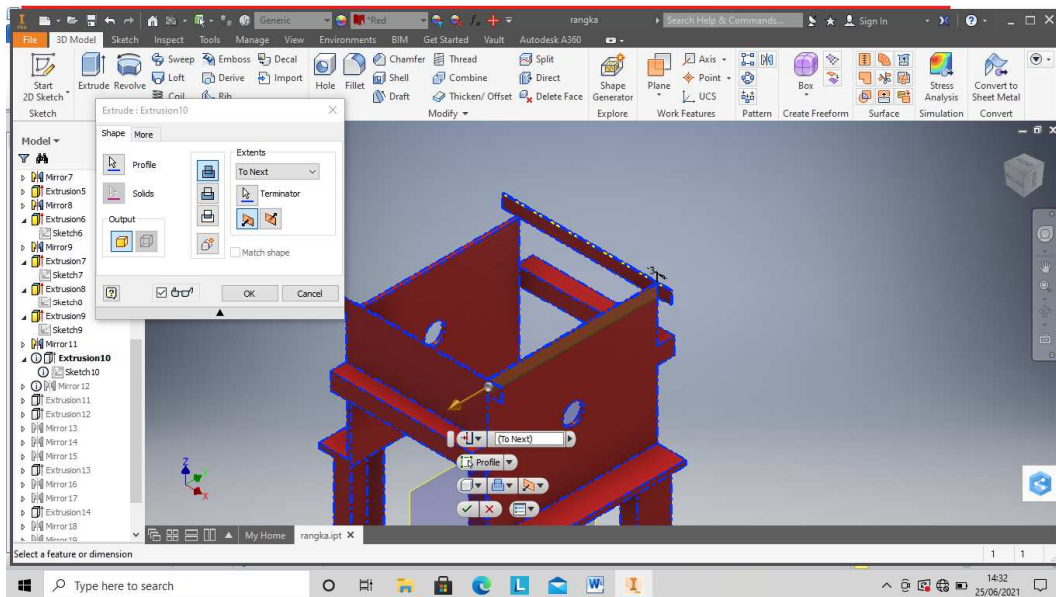 PRO
Generic
*Red
rangka
Search Help & Commands...
Sign In
File 3D Model Sketch Inspect Tools Manage View Environments BIM Get Started Vault Autodesk A360
Start
2D Sketch
Extrude Revolve
Sweep Emboss Decal
Loft Derive Import
Coil Rib
Hole Fillet
Chamfer Thread Split
Shell Combine Direct
Draft Thicken/ Offset Delete Face
Shape
Generator
Plane
Axis
Point
UCS
Box
Stress
Analysis
Convert to
Sheet Metal
Sketch Modify Explore Work Features Pattern Create Freeform Surface Simulation Convert
Extrude : Extrusion10
Shape More
Profile
Solids
Output
Extents
To Next
Terminator
Match shape
OK Cancel
Model
Mirror7
Extrusion5
Mirror8
Extrusion6
Sketch6
Mirror9
Extrusion7
Sketch7
Extrusion8
Sketch8
Extrusion9
Sketch9
Mirror11
Extrusion10
Sketch10
Mirror12
Extrusion11
Extrusion12
Mirror13
Mirror14
Mirror15
Extrusion13
Mirror16
Mirror17
Extrusion14
Mirror18
Mirror19
(To Next)
Profile
Z
X
My Home rangka.ipt
Select a feature or dimension
1 1
Type here to search
14:32
25/06/2021